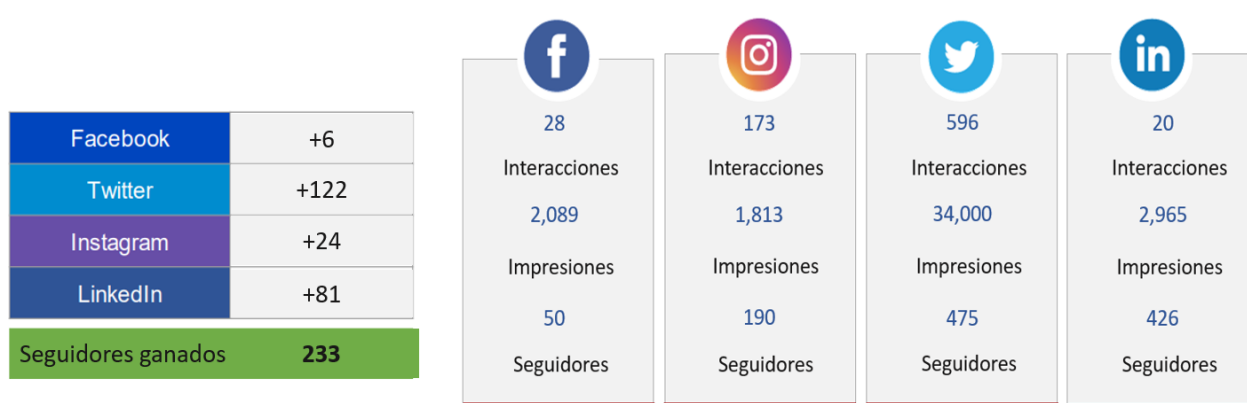 Facebook +6
Twitter +122
Instagram +24
LinkedIn +81
Seguidores ganados 233
f
28
Interacciones
2,089
Impresiones
50
Seguidores
173
Interacciones
1,813
Impresiones
190
Seguidores
596
Interacciones
34,000
Impresiones
475
Seguidores
in
20
Interacciones
2,965
Impresiones
426
Seguidores